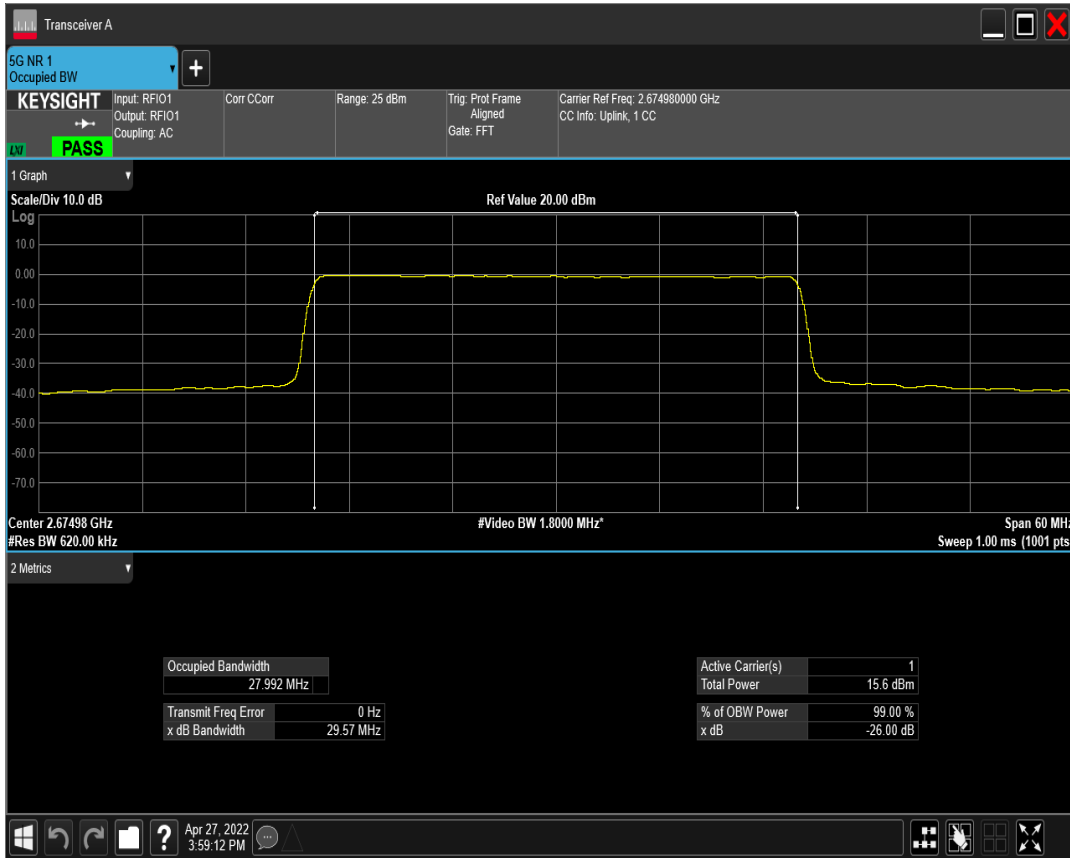 Transceiver A
5G NR 1
Occupied BW
KEYSIGHT
LXI
PASS
Input: RFIO1
Output: RFIO1
Coupling: AC
Corr CCorr
Range: 25 dBm
Trig: Prot Frame
Aligned
Gate: FFT
Carrier Ref Freq: 2.674980000 GHz
CC Info: Uplink, 1 CC
1 Graph
Scale/Div 10.0 dB
Ref Value 20.00 dBm
Log
10.0
0.00
-10.0
-20.0
-30.0
-40.0
-50.0
-60.0
-70.0
Center 2.67498 GHz
#Video BW 1.8000 MHz*
Span 60 MHz
#Res BW 620.00 kHz
Sweep 1.00 ms (1001 pts
2 Metrics
Occupied Bandwidth
27.992 MHz
Transmit Freq Error 0 Hz
x dB Bandwidth 29.57 MHz
Active Carrier(s) 1
Total Power 15.6 dBm
% of OBW Power 99.00 %
x dB -26.00 dB
Apr 27, 2022
3:59:12 PM